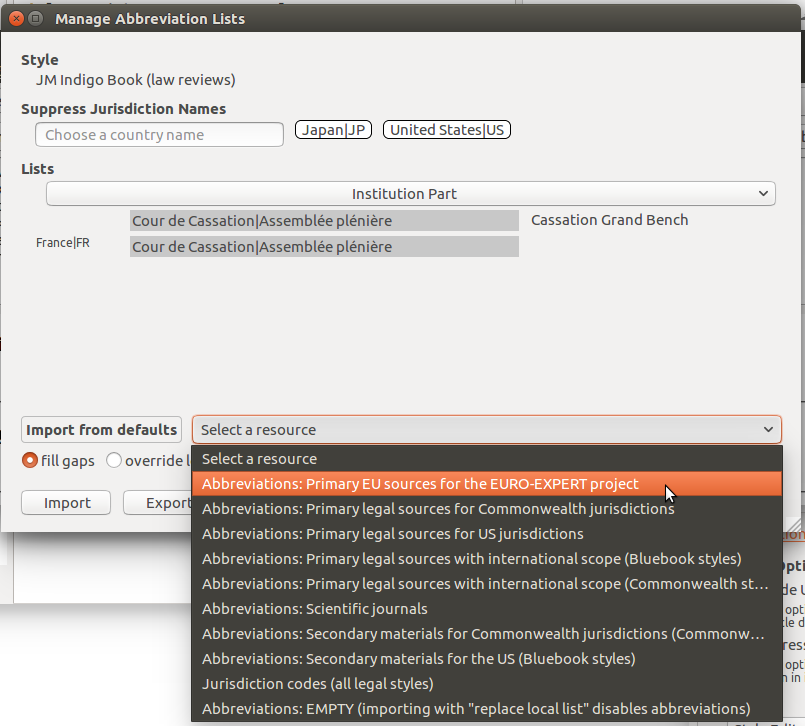 Manage Abbreviation Lists
Style
JM Indigo Book (law reviews)
Suppress Jurisdiction Names
Choose a country name
Japan|JP
United States|US
Lists
Institution Part
Cour de Cassation|Assemblée plénière
Cassation Grand Bench
France|FR
Cour de Cassation|Assemblée plénière
Import from defaults
Select a resource
fill gaps
override l
Import
Export
Select a resource
Abbreviations: Primary EU sources for the EURO-EXPERT project
Abbreviations: Primary legal sources for Commonwealth jurisdictions
Abbreviations: Primary legal sources for US jurisdictions
Abbreviations: Primary legal sources with international scope (Bluebook styles)
Abbreviations: Primary legal sources with international scope (Commonwealth st...
Abbreviations: Scientific journals
Abbreviations: Secondary materials for Commonwealth jurisdictions (Commonw...
Abbreviations: Secondary materials for the US (Bluebook styles)
Jurisdiction codes (all legal styles)
Abbreviations: EMPTY (importing with "replace local list" disables abbreviations)